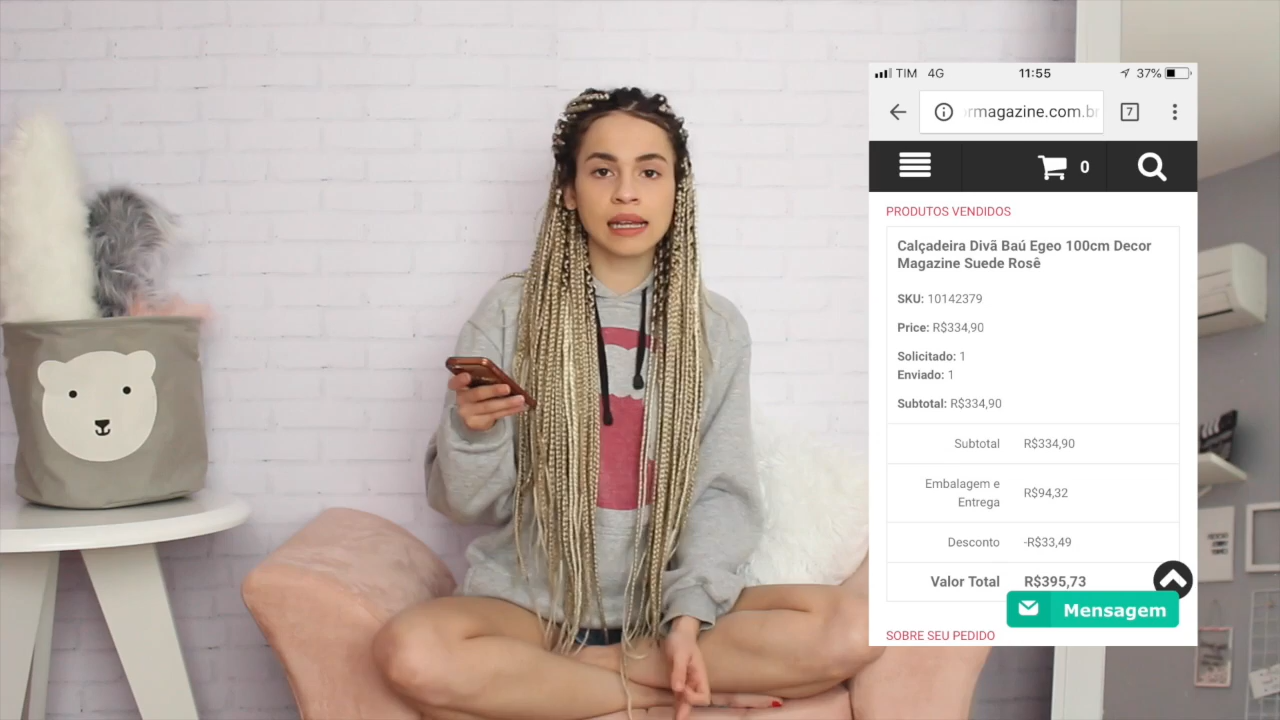 TIM 4G 11:55 37%
rmagazine.com.br
7
0
PRODUTOS VENDIDOS
Calçadeira Divã Baú Egeo 100cm Decor
Magazine Suede Rosê
SKU: 10142379
Price: R$334,90
Solicitado: 1
Enviado: 1
Subtotal: R$334,90
Subtotal R$334,90
Embalagem e
Entrega R$94,32
Desconto -R$33,49
Valor Total R$395,73
Mensagem
SOBRE SEU PEDIDO